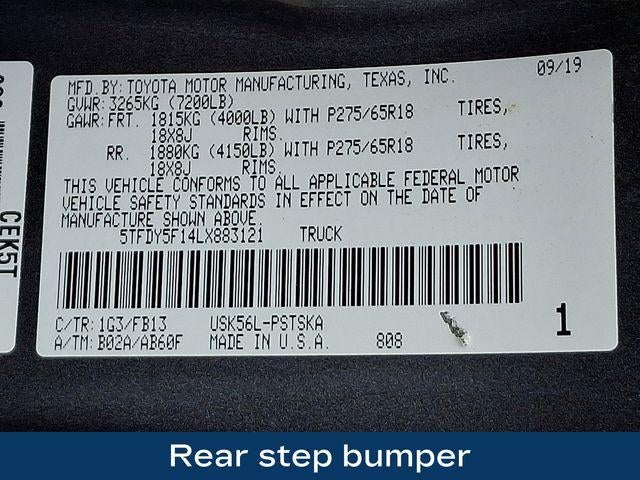 MFD.BY: TOYOTA MOTOR MANUFACTURING, TEXAS, INC. 09/19
GVWR: 3265KG (7200LB)
GAWR: FRT. 1815KG (4000LB) WITH P275/65R18 TIRES,
18X8J RIMS.
RR. 1880KG (4150LB) WITH P275/65R18 TIRES,
18X8J RIMS.
THIS VEHICLE CONFORMS TO ALL APPLICABLE FEDERAL MOTOR
VEHICLE SAFETY STANDARDS IN EFFECT ON THE DATE OF
MANUFACTURE SHOWN ABOVE.
5TFDY5F14LX883121 TRUCK
C/TR: 1G3/FB13 USK56L-PSTSKA
A/TM: B02A/AB60F MADE IN U.S.A. 808
1
CEK5T
Rear step bumper